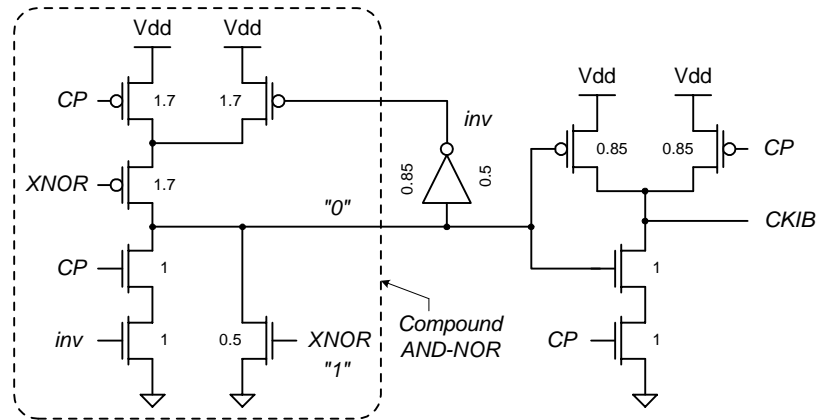 Vdd Vdd
CP 1.7 1.7
inv
Vdd Vdd
0.85 0.85 CP
XNOR 1.7
0.85 0.5
"0"
CKIB
CP 1
1
inv 1 0.5 XNOR
"1"
Compound
AND-NOR
CP 1